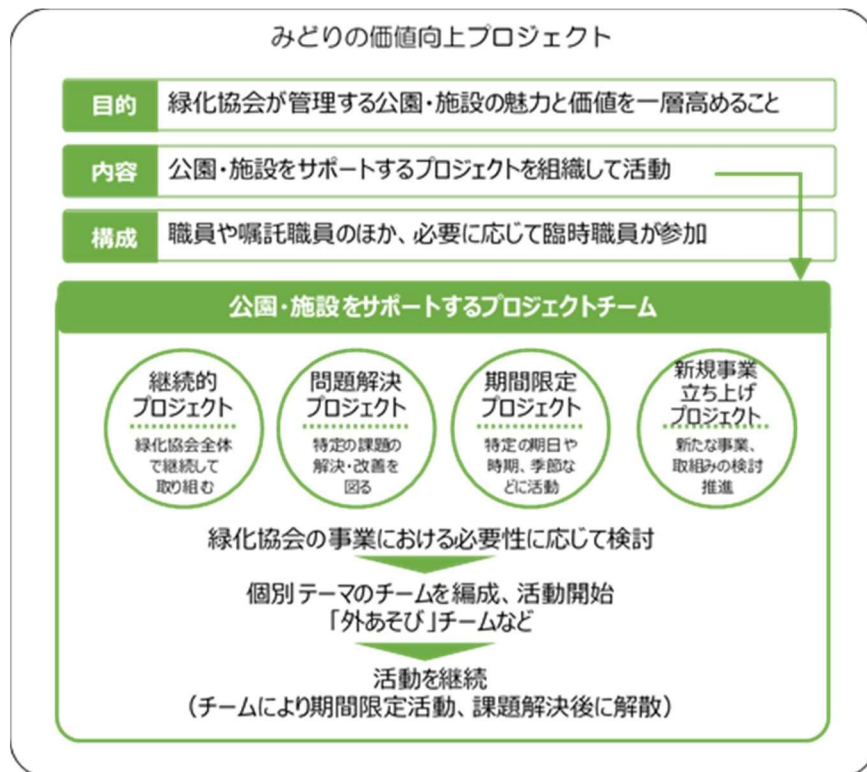 みどりの価値向上プロジェクト
目的 緑化協会が管理する公園・施設の魅力と価値を一層高めること
内容 公園・施設をサポートするプロジェクトを組織して活動
構成 職員や嘱託職員のほか、必要に応じて臨時職員が参加
公園・施設をサポートするプロジェクトチーム
継続的
プロジェクト
緑化協会全体
で継続して
取り組む
問題解決
プロジェクト
特定の課題の
解決・改善を
図る
期間限定
プロジェクト
特定の期日や
時期、季節な
どに活動
新規事業
立ち上げ
プロジェクト
新たな事業、
取組みの検討
推進
緑化協会の事業における必要性に応じて検討
個別テーマのチームを編成、活動開始
「外あそび」チームなど
活動を継続
（チームにより期間限定活動、課題解決後に解散）